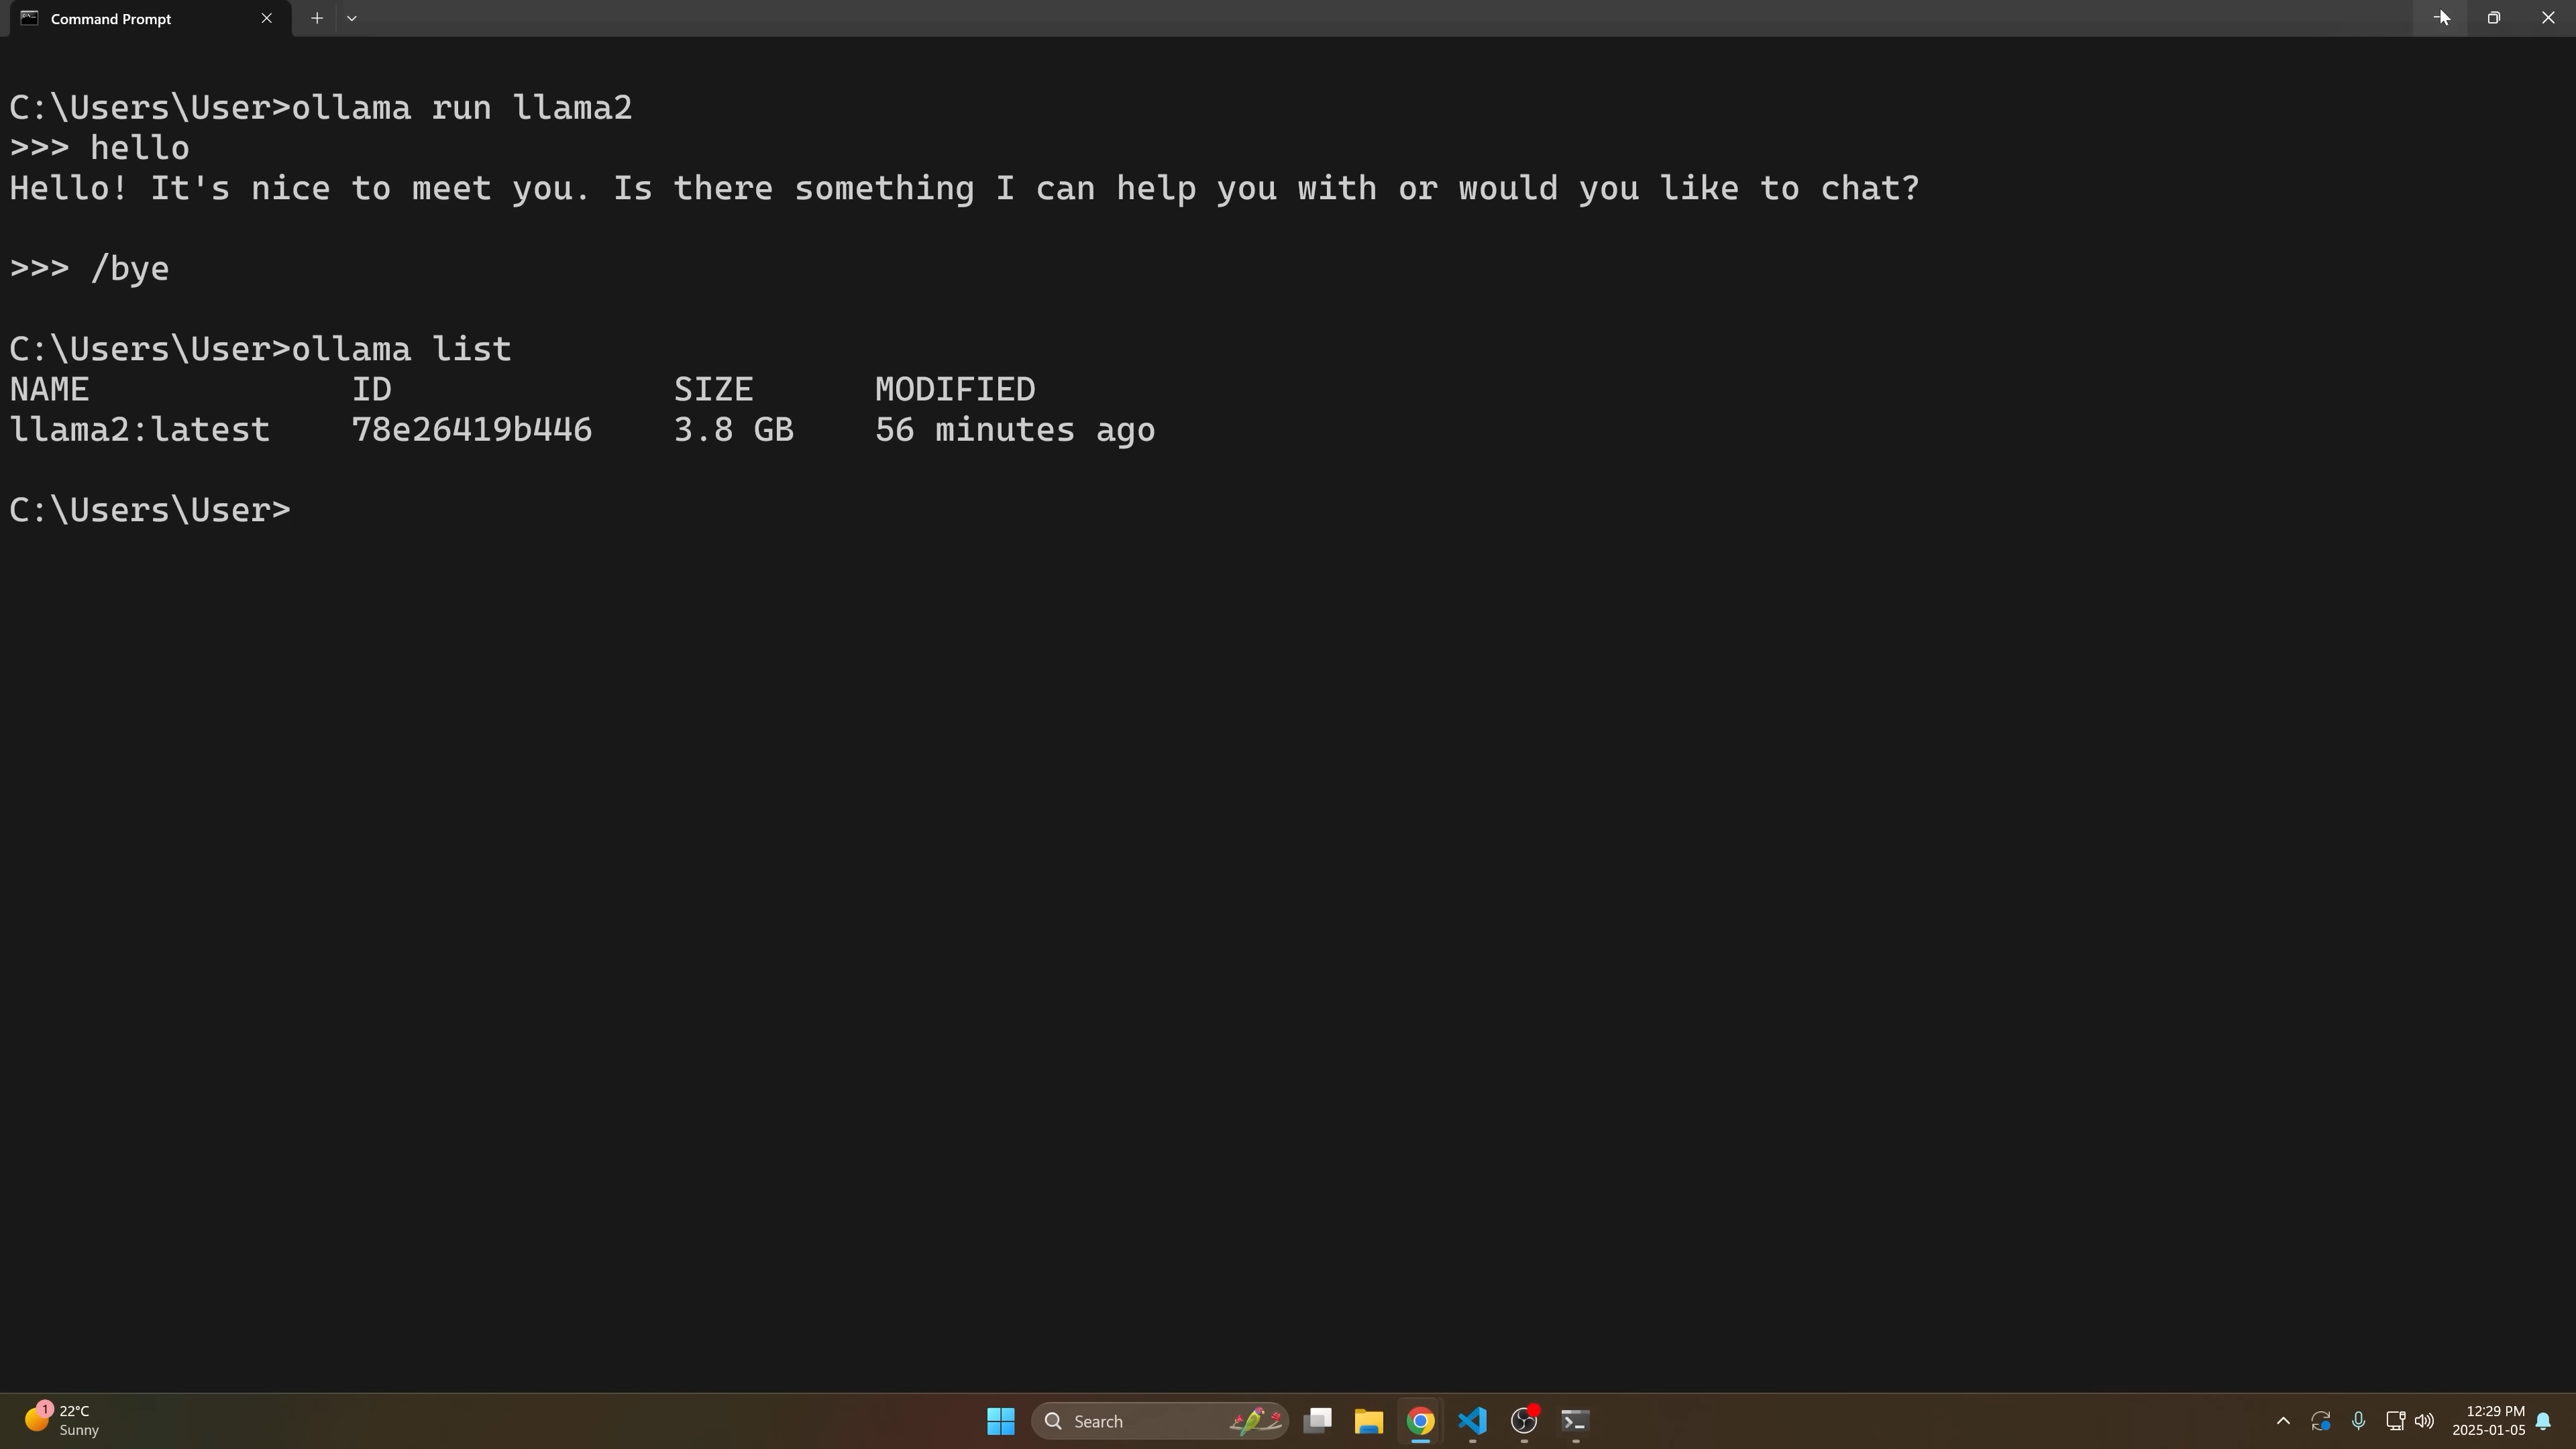 Command Prompt
C:\Users\User>ollama run llama2
>>> hello
Hello! It's nice to meet you. Is there something I can help you with or would you like to chat?
>>> /bye
C:\Users\User>ollama list
NAME ID SIZE MODIFIED
llama2:latest 78e26419b446 3.8 GB 56 minutes ago
C:\Users\User>
1
22°C
Sunny
Search
12:29 PM
2025-01-05